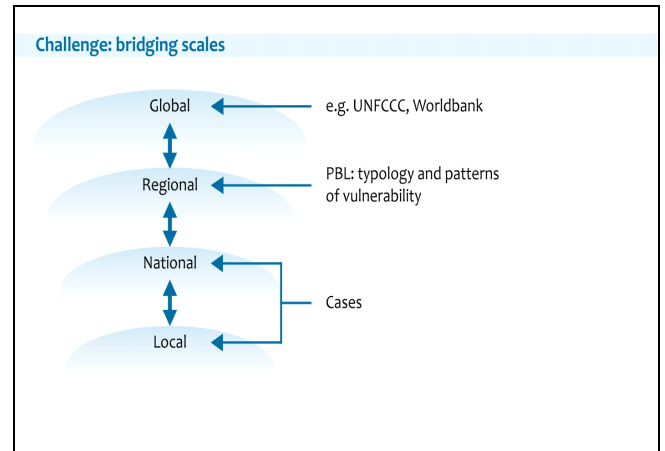 Challenge: bridging scales
Global
e.g. UNFCCC, Worldbank
Regional
PBL: typology and patterns
of vulnerability
National
Cases
Local